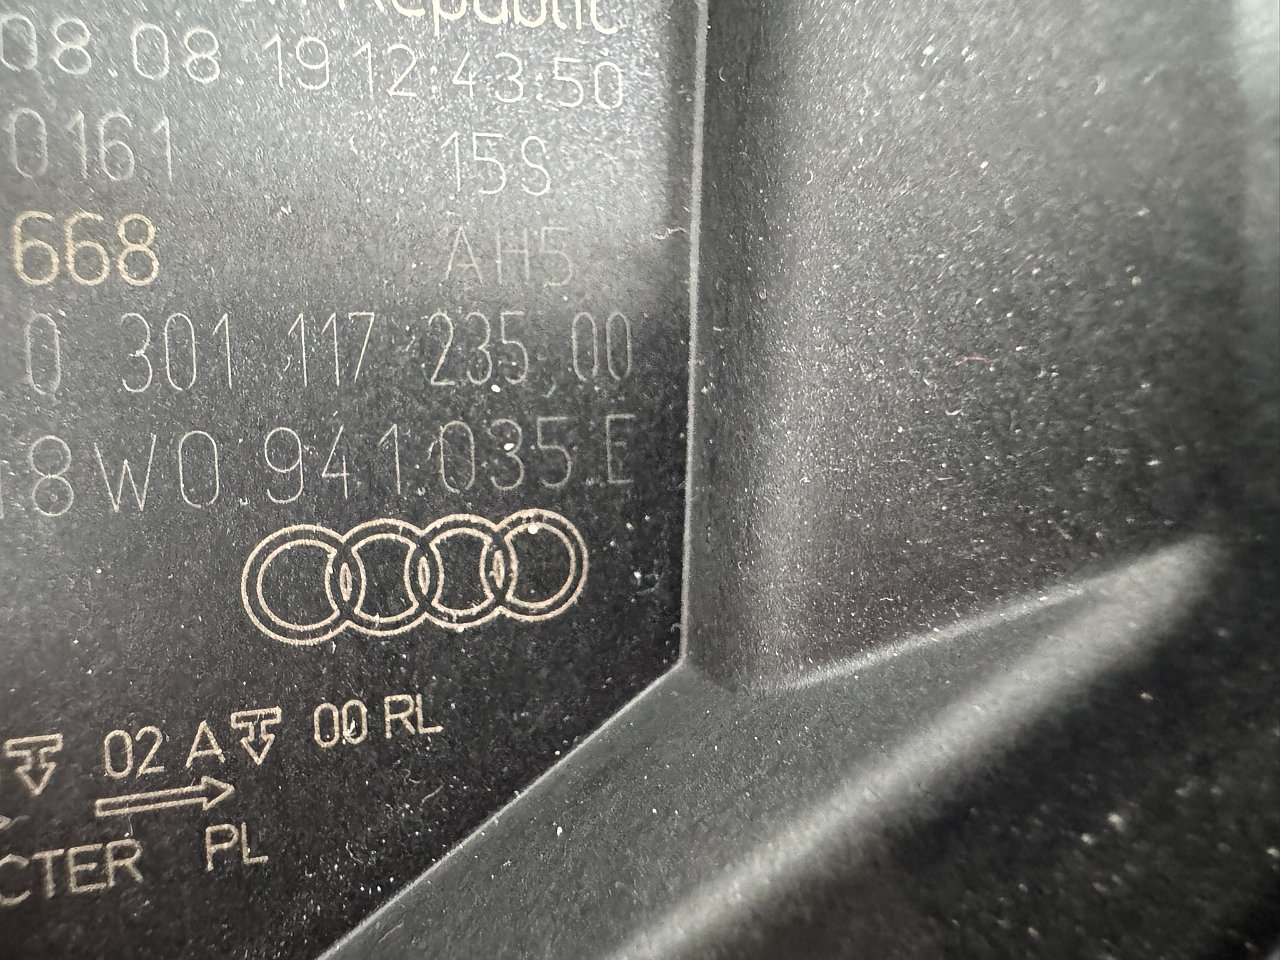 Republic
08.08.19 12:43:50
0161 15S
668 AH5
0 301 117 235,00
8W0.941.035.E
02 A 00 RL
CTER PL